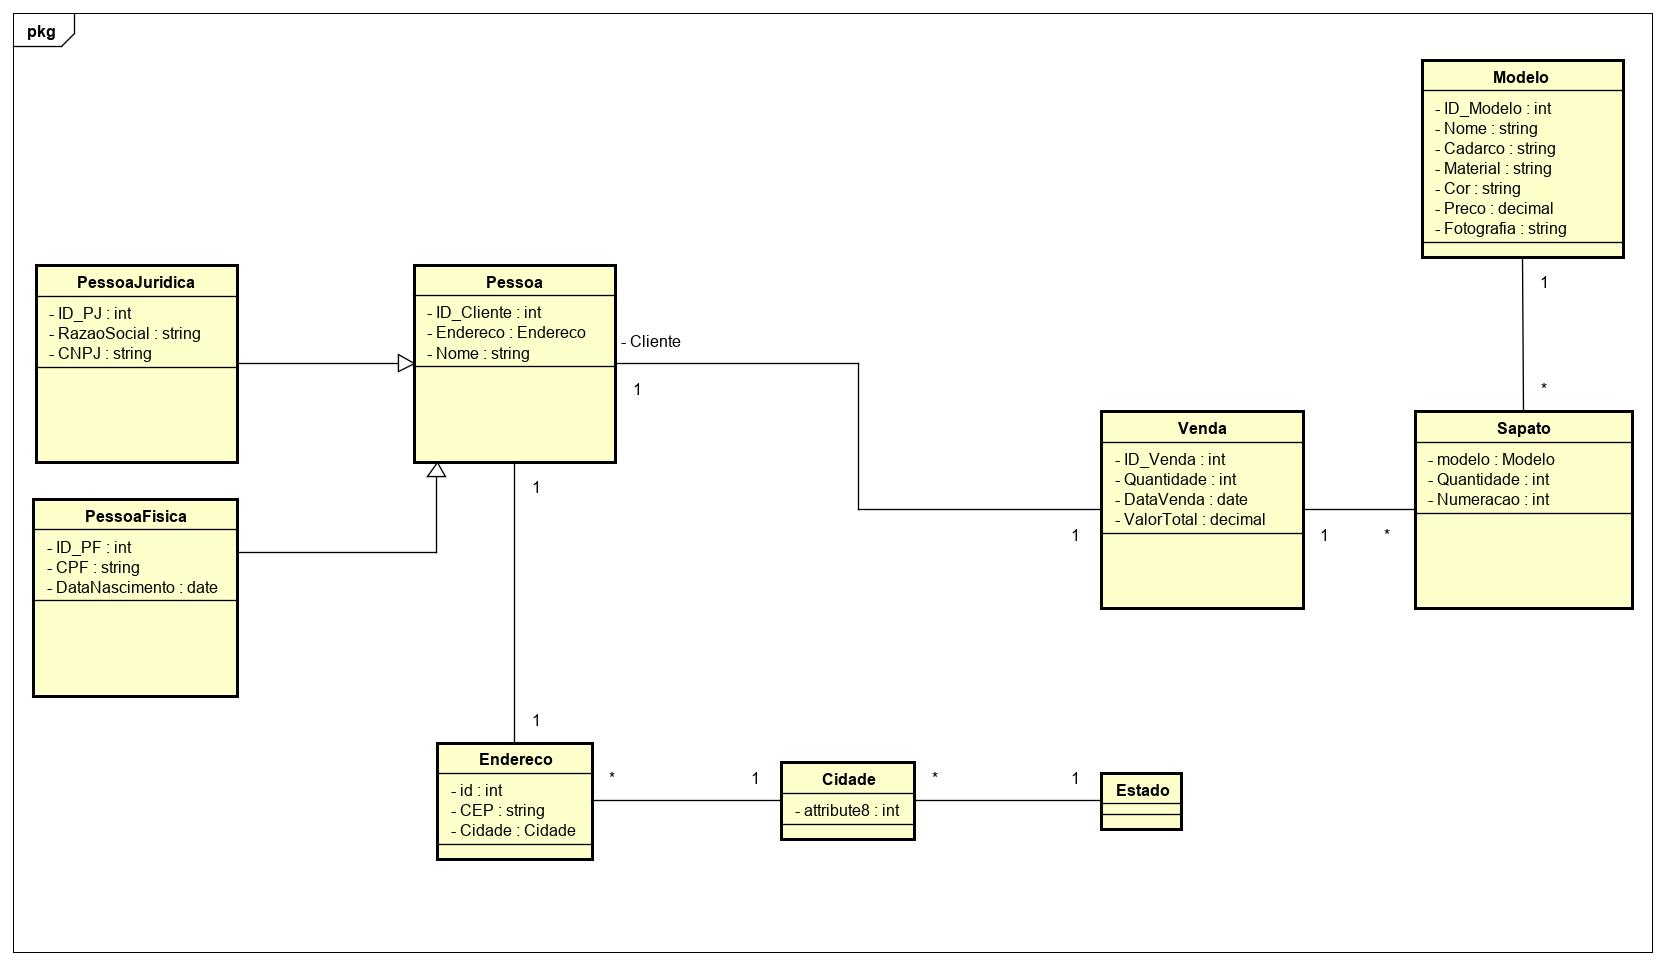 pkg
Modelo
- ID_Modelo : int
- Nome : string
- Cadarco : string
- Material : string
- Cor : string
- Preco : decimal
- Fotografia : string
1
*
PessoaJuridica
- ID_PJ : int
- RazaoSocial : string
- CNPJ : string
Pessoa
- ID_Cliente : int
- Endereco : Endereco
- Nome : string
- Cliente
1
1
Venda
- ID_Venda : int
- Quantidade : int
- DataVenda : date
- ValorTotal : decimal
1
*
Sapato
- modelo : Modelo
- Quantidade : int
- Numeracao : int
PessoaFisica
- ID_PF : int
- CPF : string
- DataNascimento : date
1
1
Endereco
- id : int
- CEP : string
- Cidade : Cidade
*
1
Cidade
- attribute8 : int
*
1
Estado